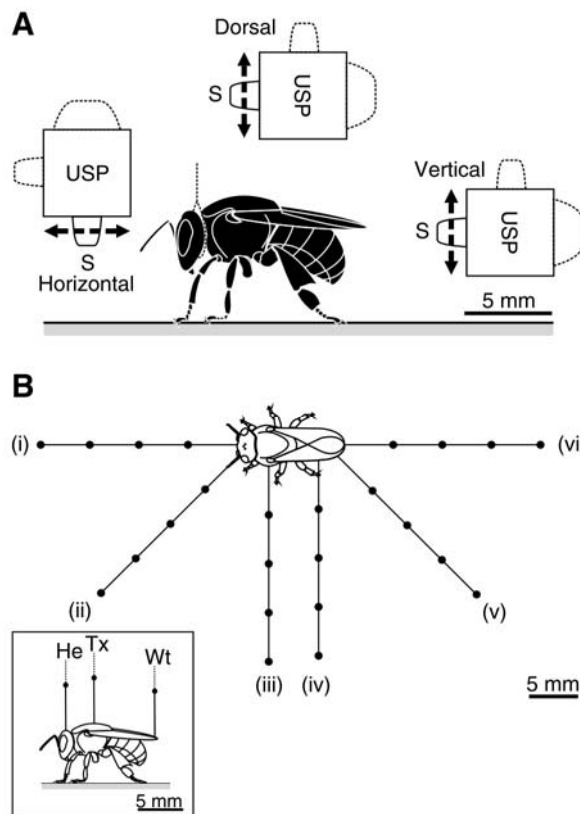 A
Dorsal
S
USP
USP
S
Horizontal
Vertical
S
USP
5 mm
B
(i)
(vi
(ii)
(iii)
(iv)
(v)
5 mm
He
Tx
Wt
5 mm